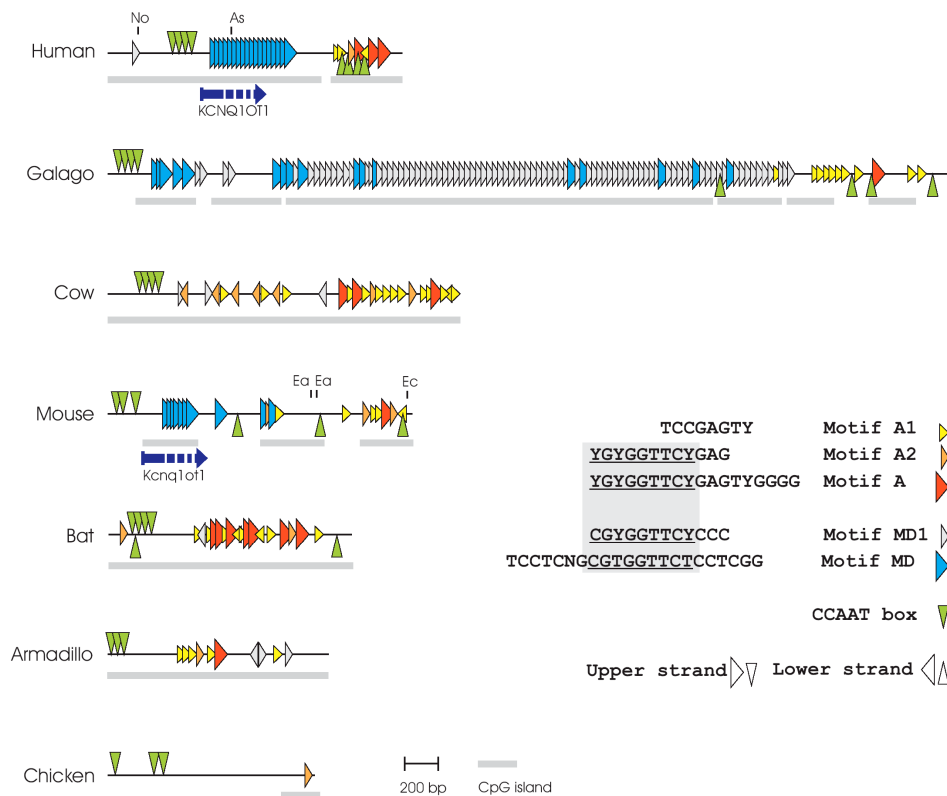 No
As
Human
KCNQ1OT1
Galago
Cow
Ea Ea
Ec
Mouse
Kcnq1ot1
Bat
Armadillo
Chicken
200 bp
CpG island
TCCGAGTY Motif A1
YGYGGTTCYGAG Motif A2
YGYGGTTCYGAGTYGGGG Motif A
CGYGGTTCYCCC Motif MD1
TCCTCNGCGTGGTTCTCCTCGG Motif MD
CCAAT box
Upper strand
Lower strand